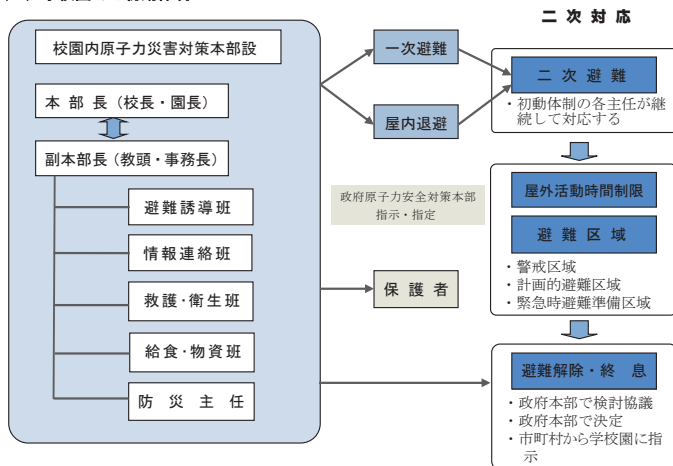 二次対応
校園内原子力災害対策本部設
本部長（校長・園長）
副本部長（教頭・事務長）
避難誘導班
情報連絡班
救護・衛生班
給食・物資班
防災主任
一次避難
屋内退避
政府原子力安全対策本部
指示・指定
保護者
二次避難
・初動体制の各主任が継
続して対応する
屋外活動時間制限
避難区域
・警戒区域
・計画的避難区域
・緊急時避難準備区域
避難解除・終息
・政府本部で検討協議
・政府本部で決定
・市町村から学校園に指
示